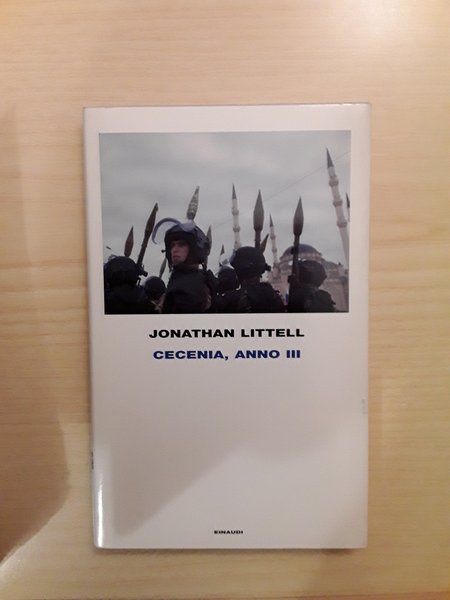 JONATHAN LITTELL
CECENIA, ANNO III
EINAUDI